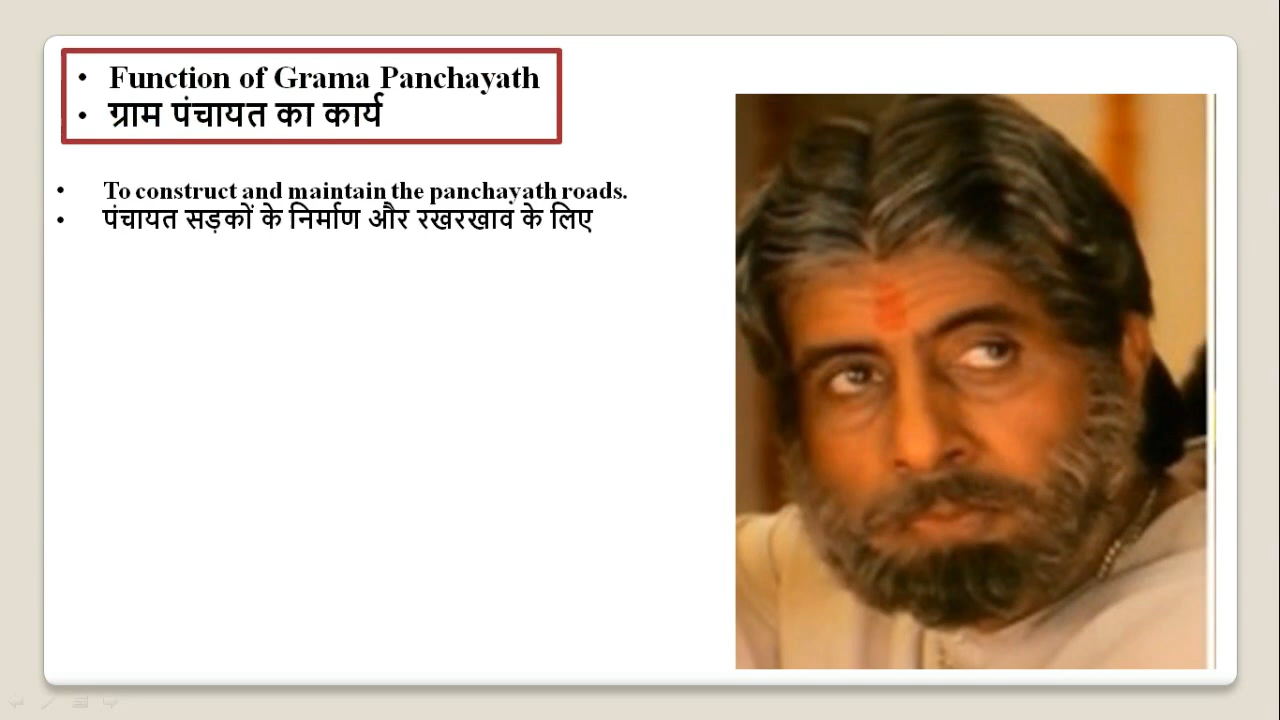 • Function of Grama Panchayath
• ग्राम पंचायत का कार्य
• To construct and maintain the panchayath roads.
• पंचायत सड़कों के निर्माण और रखरखाव के लिए